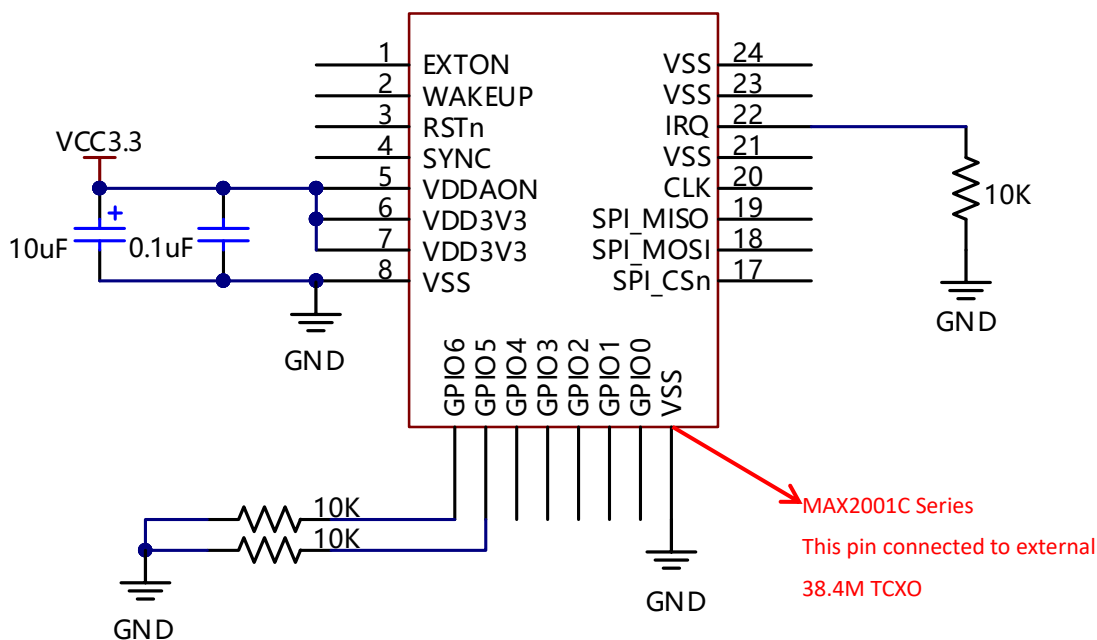 1 EXTON
2 WAKEUP
3 RSTn
4 SYNC
5 VDDAON
6 VDD3V3
7 VDD3V3
8 VSS
VSS 24
VSS 23
IRQ 22
VSS 21
CLK 20
SPI_MISO 19
SPI_MOSI 18
SPI_CSn 17
VCC3.3
+
10uF
0.1uF
GND
10K
GND
GPIO6
GPIO5
GPIO4
GPIO3
GPIO2
GPIO1
GPIO0
VSS
10K
10K
GND
GND
MAX2001C Series
This pin connected to external
38.4M TCXO